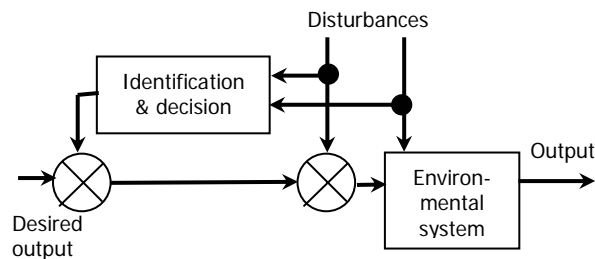 Disturbances
Identification
& decision
Output
Environ-
mental
system
Desired
output